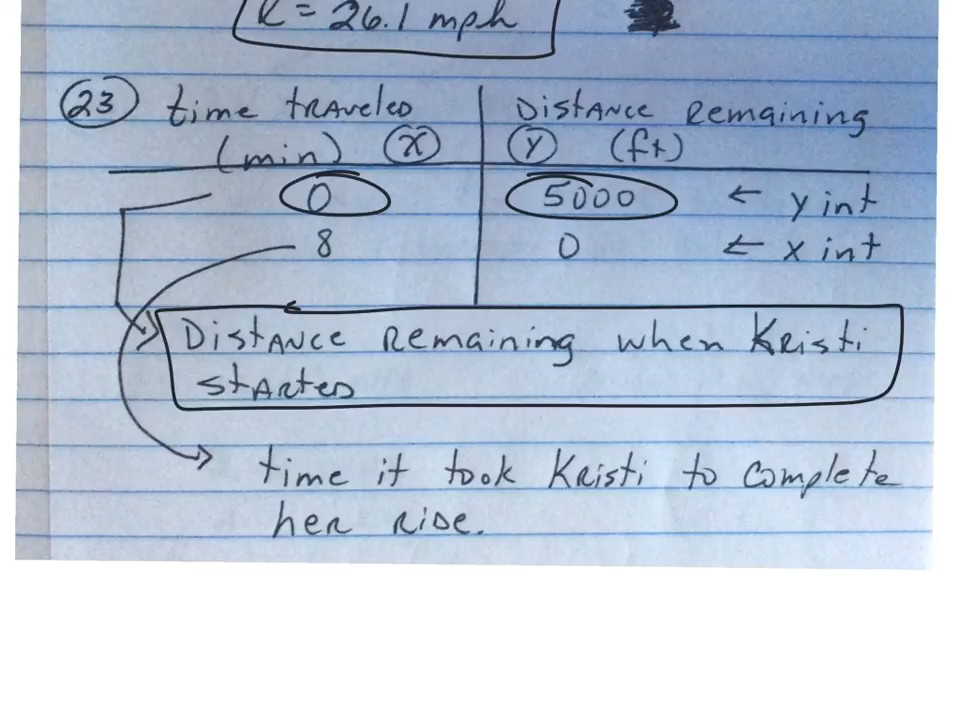 R = 26.1 mph
23 time traveled | Distance Remaining
(min) X | Y (ft)
0 | 5000 ← y int
8 | 0 ← x int
Distance Remaining when Kristi
started
time it took Kristi to complete
her ride.